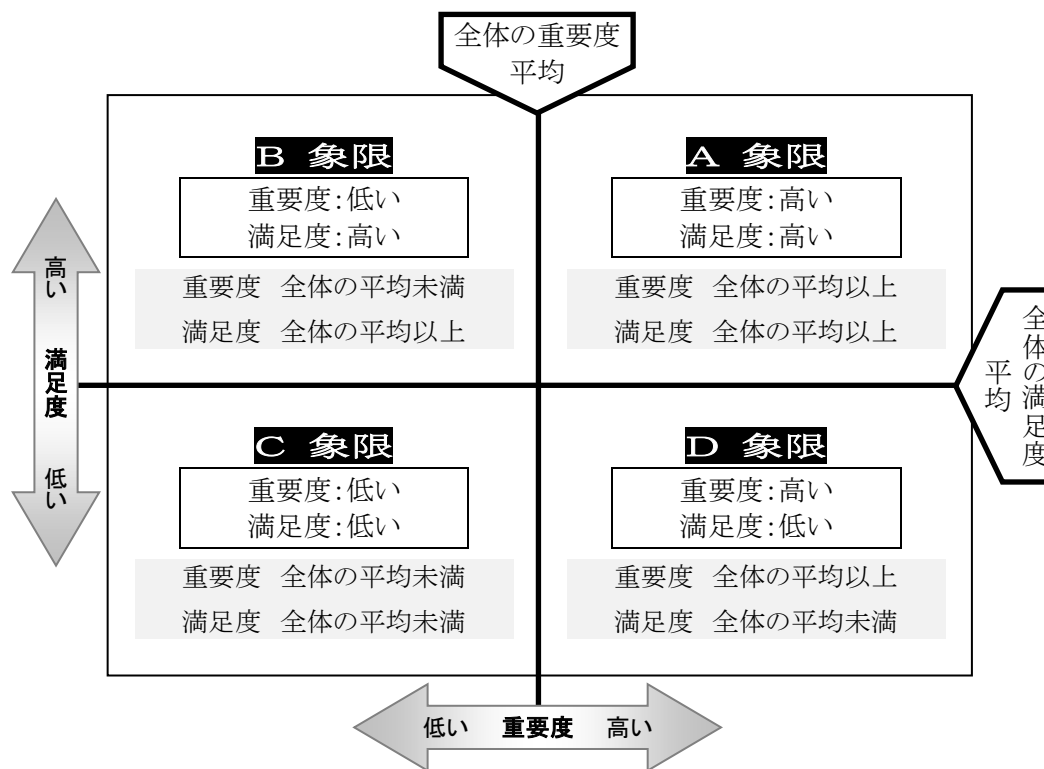 全体の重要度
平均
B 象限
重要度:低い
満足度:高い
重要度 全体の平均未満
満足度 全体の平均以上
A 象限
重要度:高い
満足度:高い
重要度 全体の平均以上
満足度 全体の平均以上
高い 満足度 低い
全体の満足度
平均
C 象限
重要度:低い
満足度:低い
重要度 全体の平均未満
満足度 全体の平均未満
D 象限
重要度:高い
満足度:低い
重要度 全体の平均以上
満足度 全体の平均未満
低い 重要度 高い